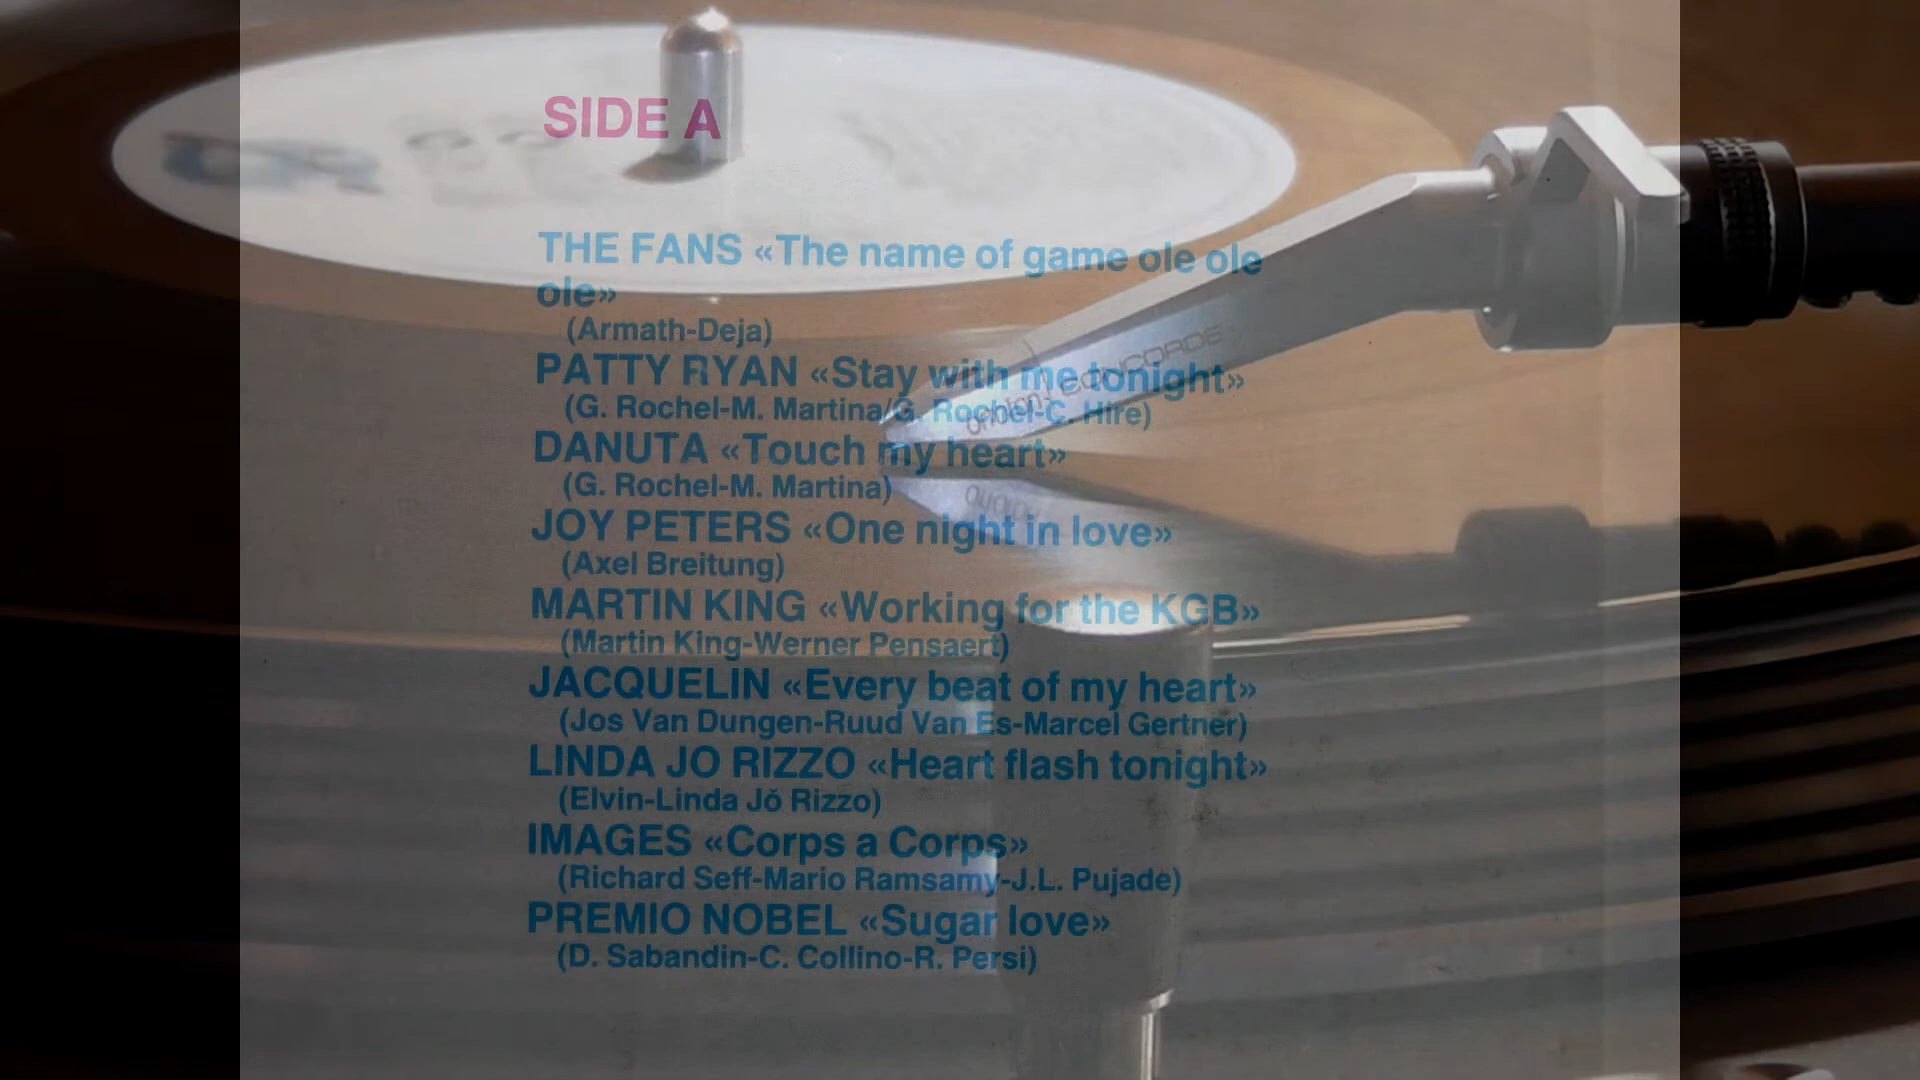 SIDE A
THE FANS «The name of game ole ole
ole»
(Armath-Deja)
PATTY RYAN «Stay with me tonight»
(G. Rochel-M. Martina/G. Rochel-C. Hire)
DANUTA «Touch my heart»
(G. Rochel-M. Martina)
JOY PETERS «One night in love»
(Axel Breitung)
MARTIN KING «Working for the KGB»
(Martin King-Werner Pensaert)
JACQUELIN «Every beat of my heart»
(Jos Van Dungen-Ruud Van Es-Marcel Gertner)
LINDA JO RIZZO «Heart flash tonight»
(Elvin-Linda Jŏ Rizzo)
IMAGES «Corps a Corps»
(Richard Seff-Mario Ramsamy-J.L. Pujade)
PREMIO NOBEL «Sugar love»
(D. Sabandin-C. Collino-R. Persi)
ortofon CONCORDE